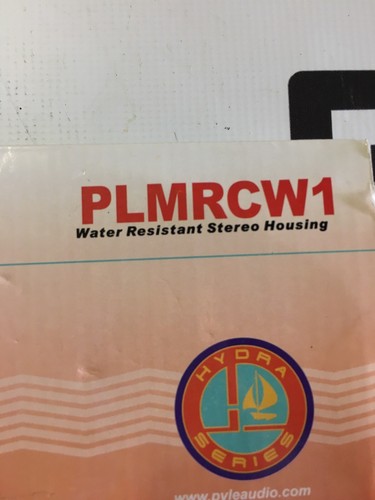 PLMRCW1
Water Resistant Stereo Housing
HYDRA
SERIES
www.pyleaudio.com